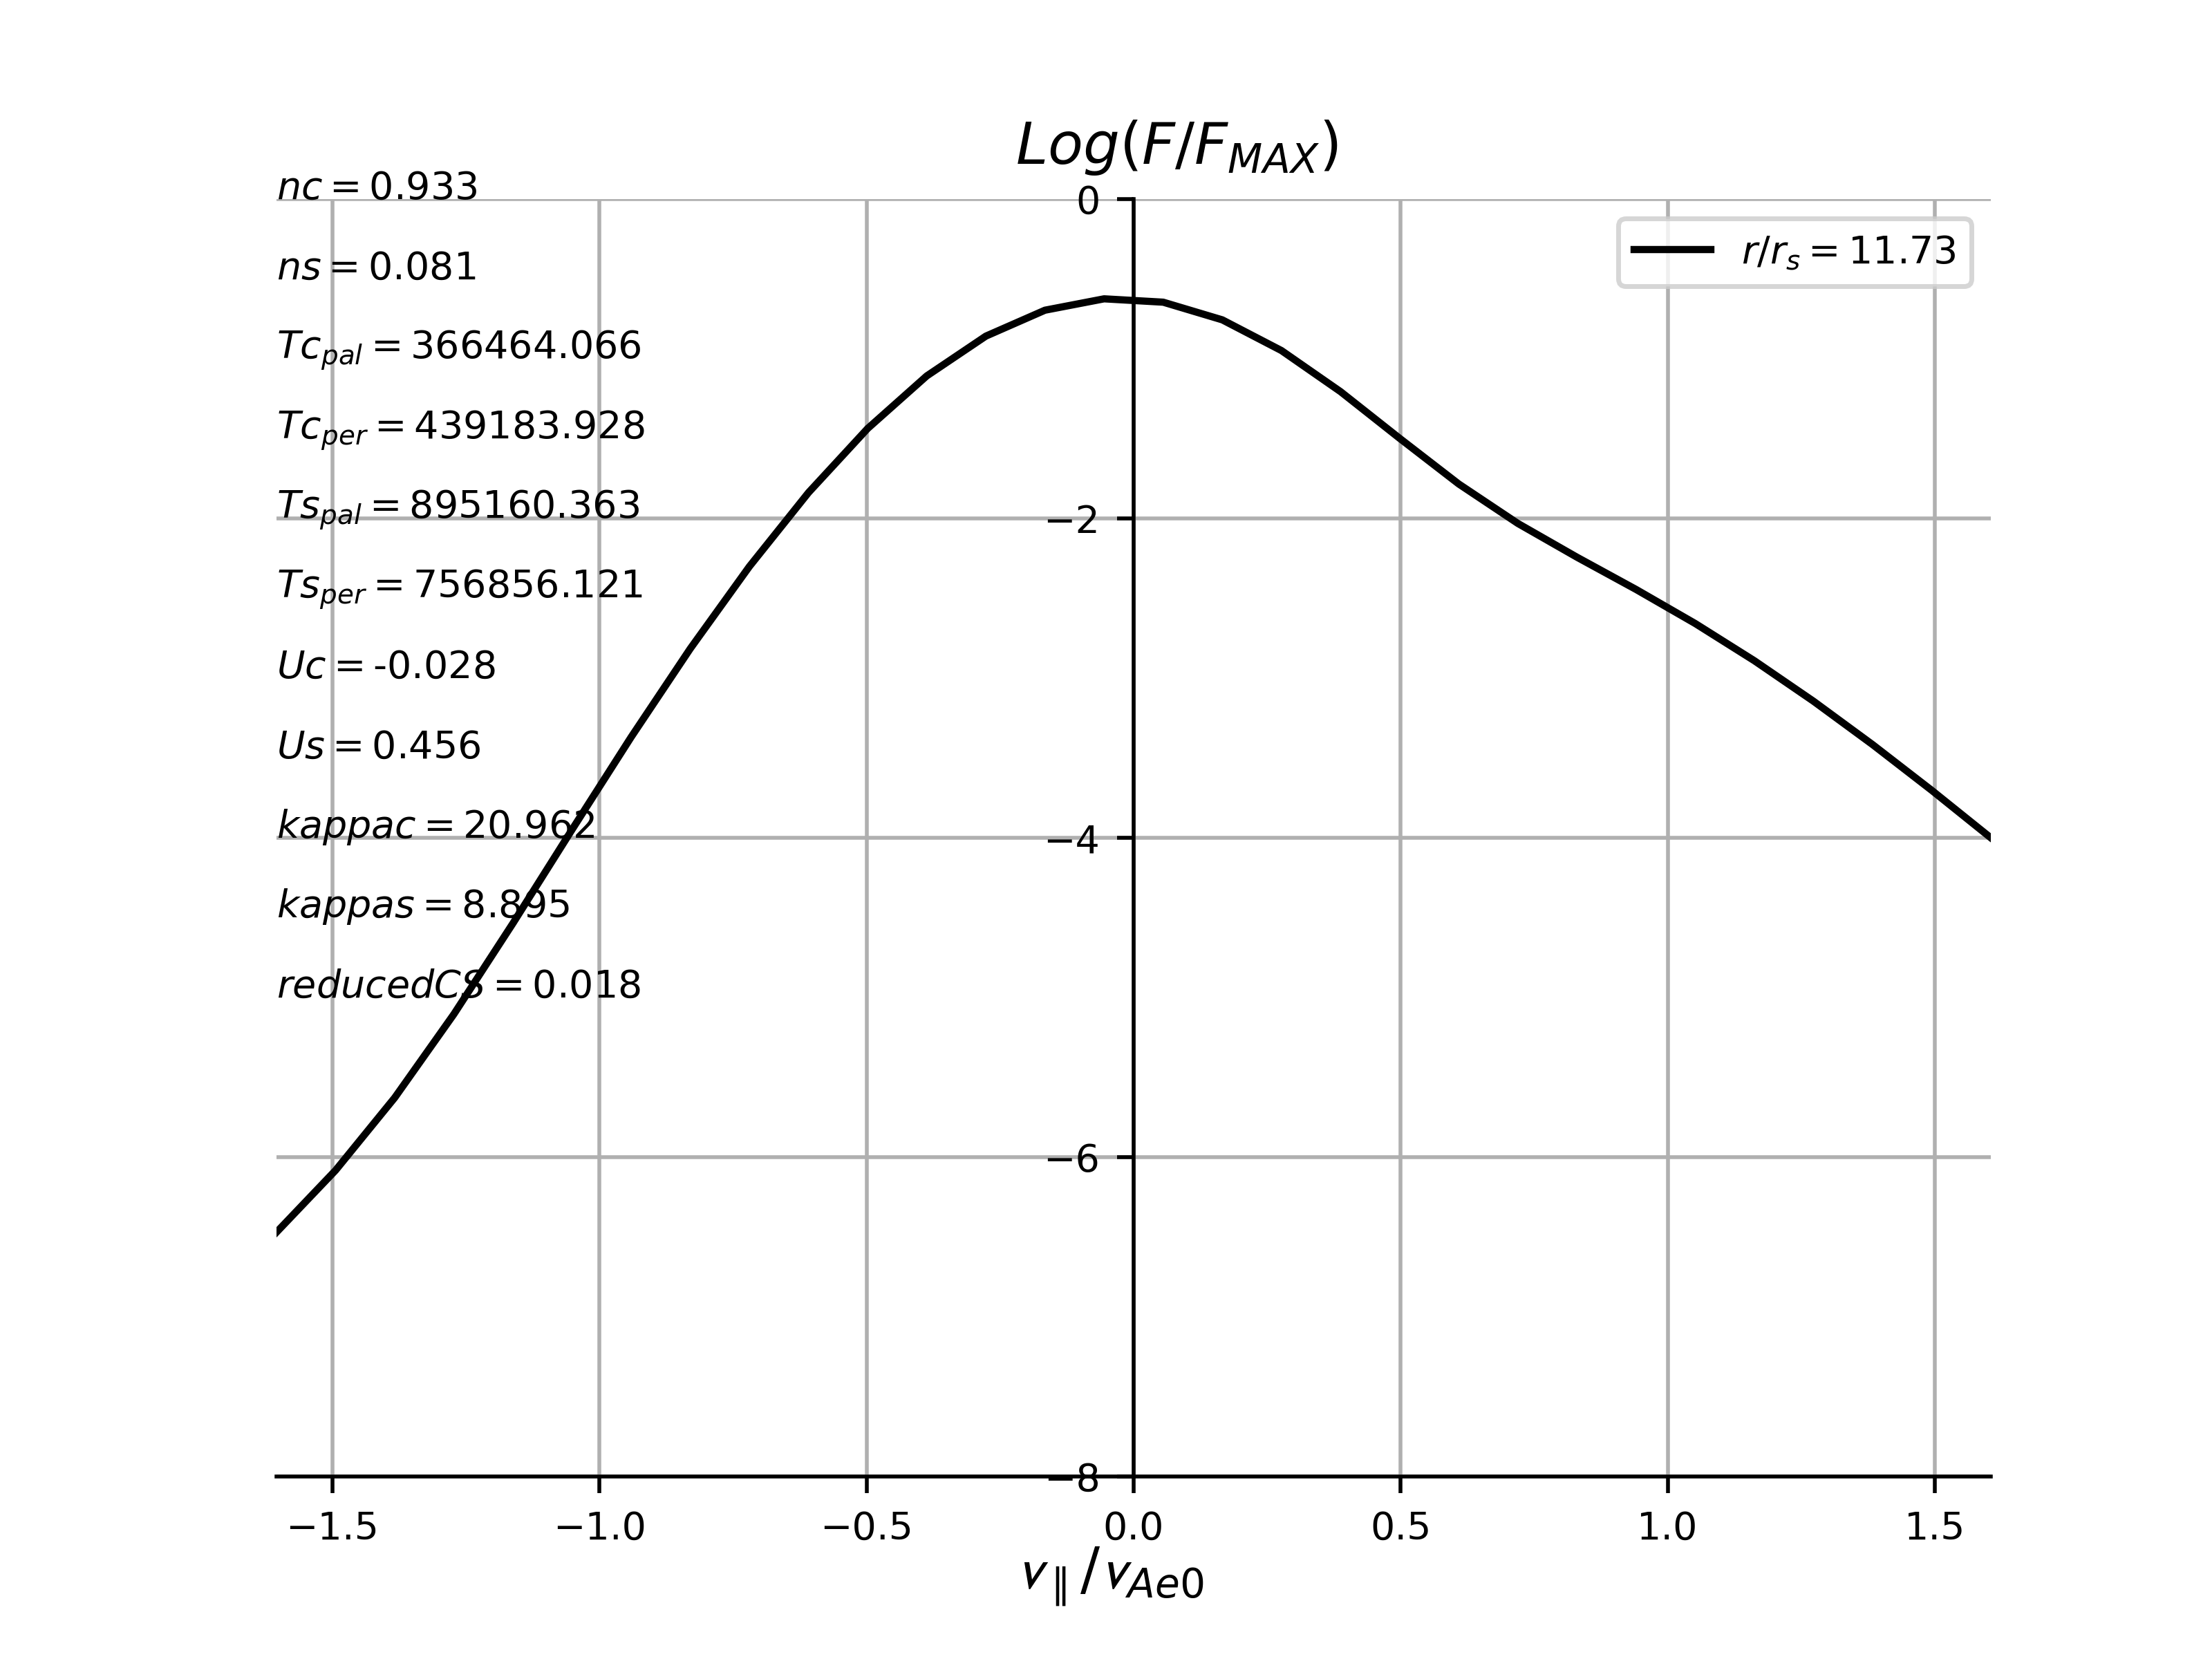 Log(F/F_MAX)
nc = 0.933
ns = 0.081
Tc_pal = 366464.066
Tc_per = 439183.928
Ts_pal = 895160.363
Ts_per = 756856.121
Uc = -0.028
Us = 0.456
kappac = 20.962
kappas = 8.895
reducedCS = 0.018
r/r_s = 11.73
0
−2
−4
−6
−8
−1.5 −1.0 −0.5 0.0 0.5 1.0 1.5
v_∥/v_Ae0